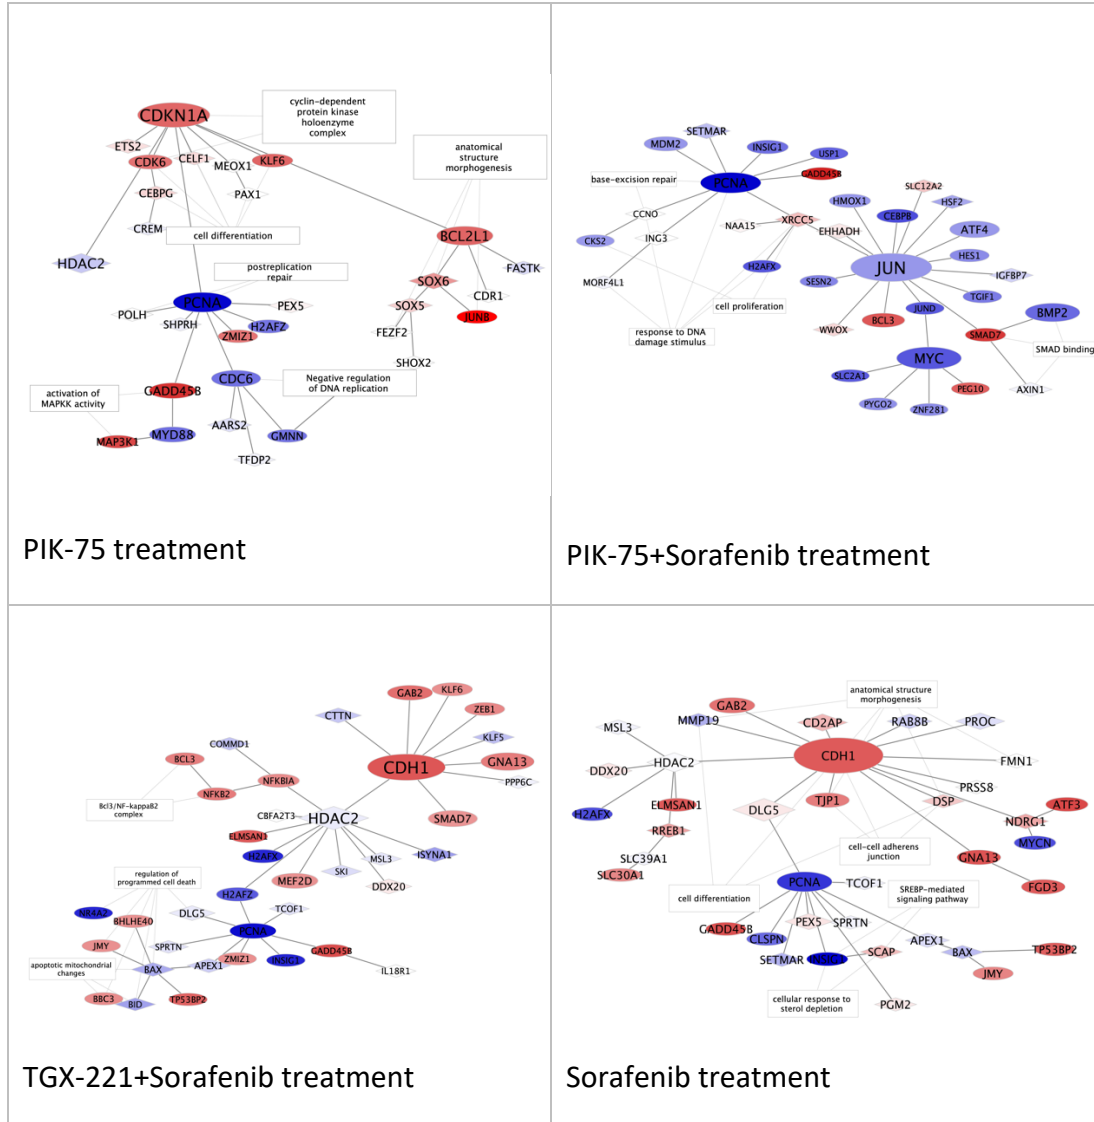 CDKN1A
cyclin-dependent
protein kinase
holoenzyme
complex
ETS2
CDK6
CELF1
MEOX1
KLF6
CEBPG
PAX1
CREM
cell differentiation
HDAC2
anatomical
structure
morphogenesis
BCL2L1
FASTK
SOX6
CDR1
SOX5
JUNB
FEZF2
SHOX2
postreplication
repair
PCNA
PEX5
POLH
SHPRH
H2AFZ
ZMIZ1
CDC6
Negative regulation
of DNA replication
activation of
MAPKK activity
GADD45B
AARS2
MAP3K1
MYD88
GMNN
TFDP2
PIK-75 treatment
SETMAR
MDM2
INSIG1
USP1
GADD45B
PCNA
base-excision repair
CCNO
NAA15
XRCC5
EHHADH
CKS2
ING3
MORF4L1
H2AFX
cell proliferation
response to DNA
damage stimulus
SLC12A2
HMOX1
CEBPB
HSF2
ATF4
JUN
HES1
IGFBP7
SESN2
TGIF1
JUND
BMP2
WWOX
BCL3
SMAD7
SMAD binding
MYC
AXIN1
SLC2A1
PEG10
PYGO2
ZNF281
PIK-75+Sorafenib treatment
GAB2
KLF6
ZEB1
CTTN
KLF5
CDH1
GNA13
PPP6C
SMAD7
COMMD1
BCL3
NFKBIA
NFKB2
Bcl3/NF-kappaB2
complex
CBFA2T3
HDAC2
ELMSAN1
H2AFX
MSL3
ISYNA1
SKI
DDX20
MEF2D
regulation of
programmed cell death
H2AFZ
NR4A2
BHLHE40
DLG5
TCOF1
PCNA
JMY
SPRTN
GADD45B
apoptotic mitochondrial
changes
BAX
APEX1
ZMIZ1
INSIG1
IL18R1
BBC3
BID
TP53BP2
TGX-221+Sorafenib treatment
anatomical structure
morphogenesis
GAB2
MMP19
CD2AP
RAB8B
PROC
MSL3
CDH1
FMN1
HDAC2
DDX20
PRSS8
ELMSAN1
TJP1
DSP
ATF3
H2AFX
DLG5
NDRG1
RREB1
MYCN
cell-cell adherens
junction
SLC39A1
GNA13
SLC30A1
FGD3
PCNA
TCOF1
SREBP-mediated
signaling pathway
cell differentiation
PEX5
SPRTN
GADD45B
CLSPN
APEX1
SETMAR
INSIG1
SCAP
BAX
TP53BP2
JMY
cellular response to
sterol depletion
PGM2
Sorafenib treatment